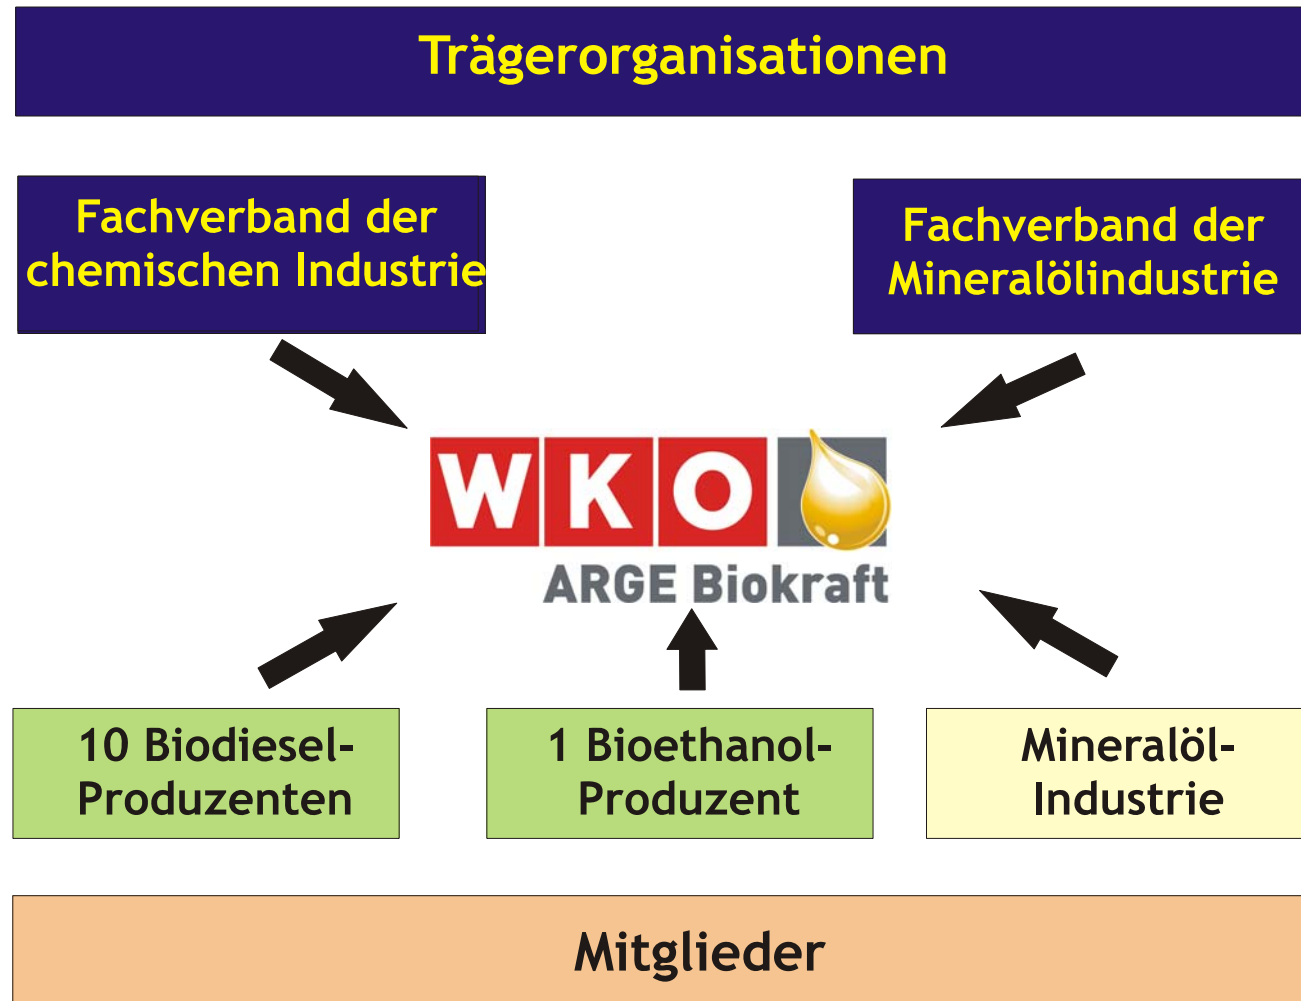 Trägerorganisationen
Fachverband der
chemischen Industrie
Fachverband der
Mineralölindustrie
WKO
ARGE Biokraft
10 Biodiesel-
Produzenten
1 Bioethanol-
Produzent
Mineralöl-
Industrie
Mitglieder